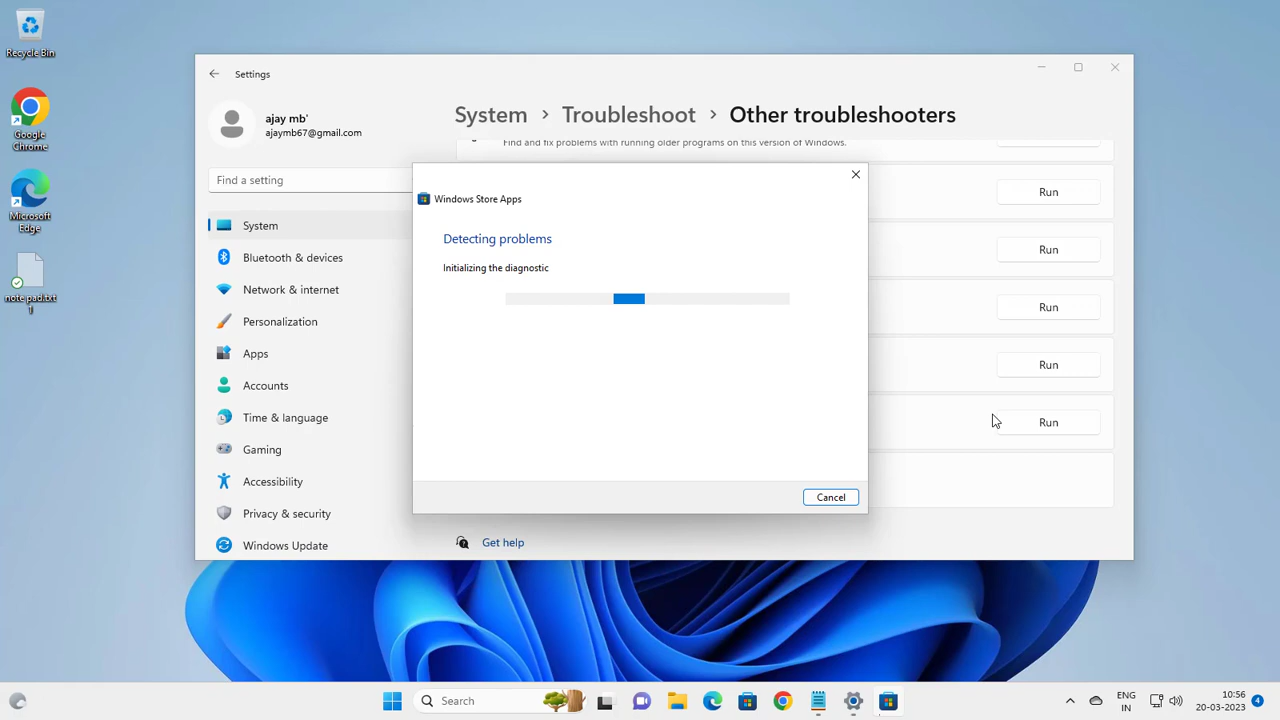 Recycle Bin
Google
Chrome
Microsoft
Edge
note pad.txt
1
Settings
ajay mb'
ajaymb67@gmail.com
Find a setting
System
Bluetooth & devices
Network & internet
Personalization
Apps
Accounts
Time & language
Gaming
Accessibility
Privacy & security
Windows Update
System > Troubleshoot > Other troubleshooters
Find and fix problems with running older programs on this version of Windows.
Run
Run
Run
Run
Run
Get help
Windows Store Apps
Detecting problems
Initializing the diagnostic
Cancel
Search
ENG
IN
10:56
20-03-2023
4